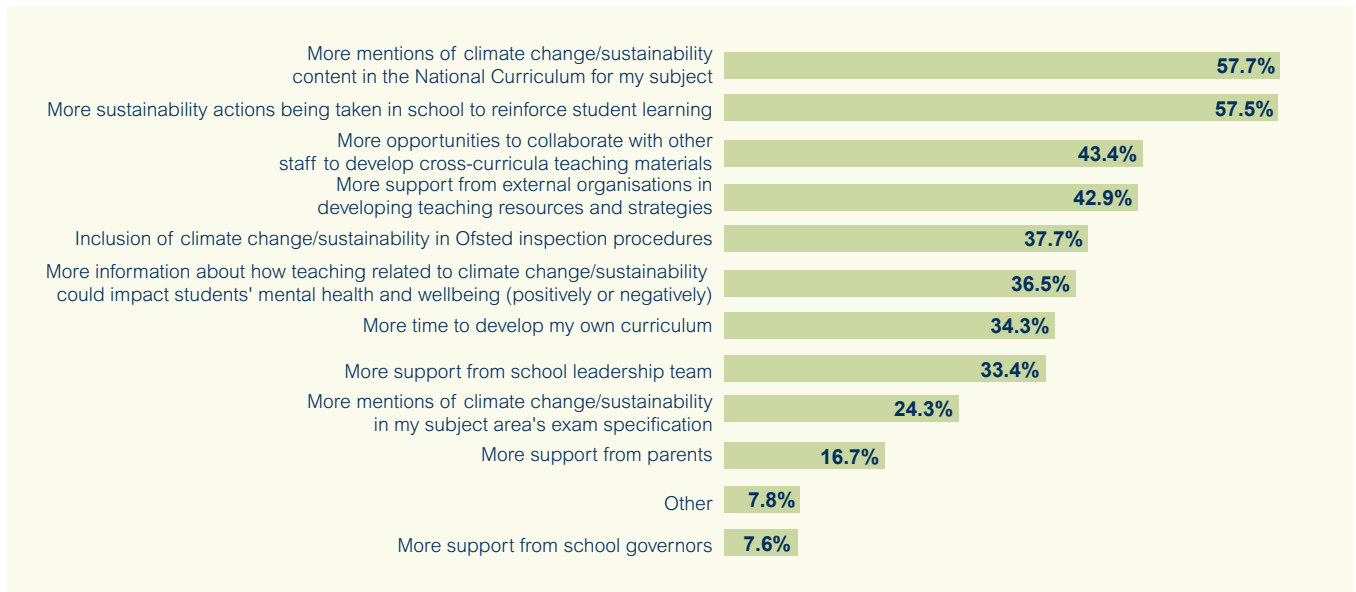 More mentions of climate change/sustainability
content in the National Curriculum for my subject
57.7%
More sustainability actions being taken in school to reinforce student learning
57.5%
More opportunities to collaborate with other
staff to develop cross-curricula teaching materials
43.4%
More support from external organisations in
developing teaching resources and strategies
42.9%
Inclusion of climate change/sustainability in Ofsted inspection procedures
37.7%
More information about how teaching related to climate change/sustainability
could impact students' mental health and wellbeing (positively or negatively)
36.5%
More time to develop my own curriculum
34.3%
More support from school leadership team
33.4%
More mentions of climate change/sustainability
in my subject area's exam specification
24.3%
More support from parents
16.7%
Other
7.8%
More support from school governors
7.6%